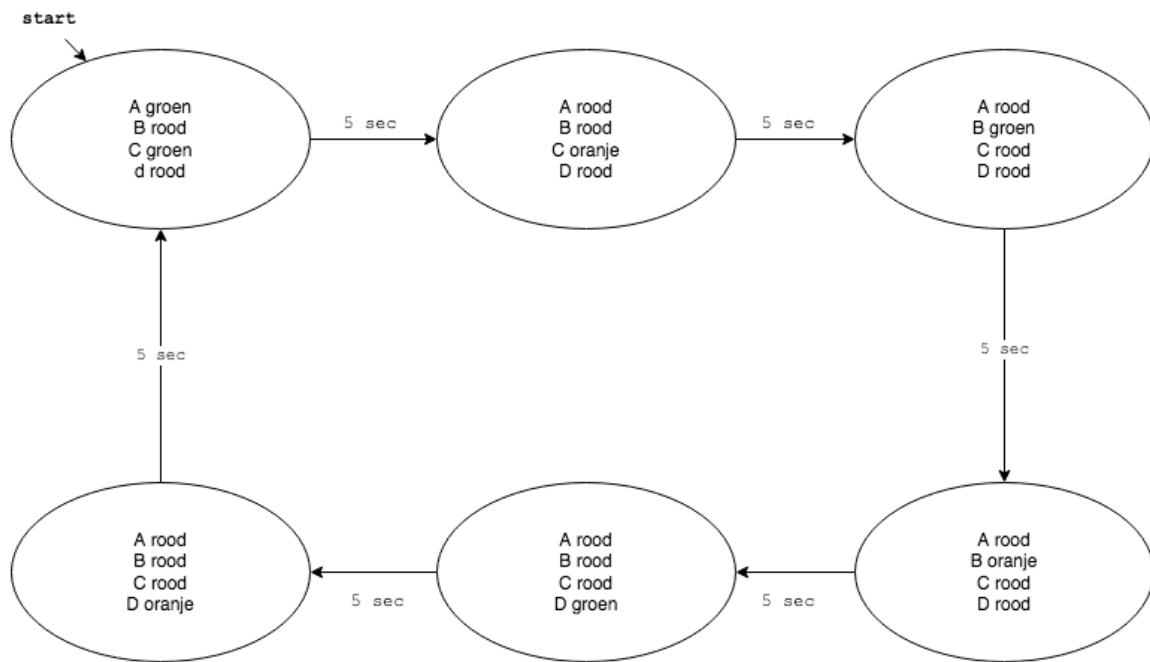 start
A groen
B rood
C groen
d rood
5 sec
A rood
B rood
C oranje
D rood
5 sec
A rood
B groen
C rood
D rood
5 sec
5 sec
A rood
B rood
C rood
D oranje
5 sec
A rood
B rood
C rood
D groen
5 sec
A rood
B oranje
C rood
D rood